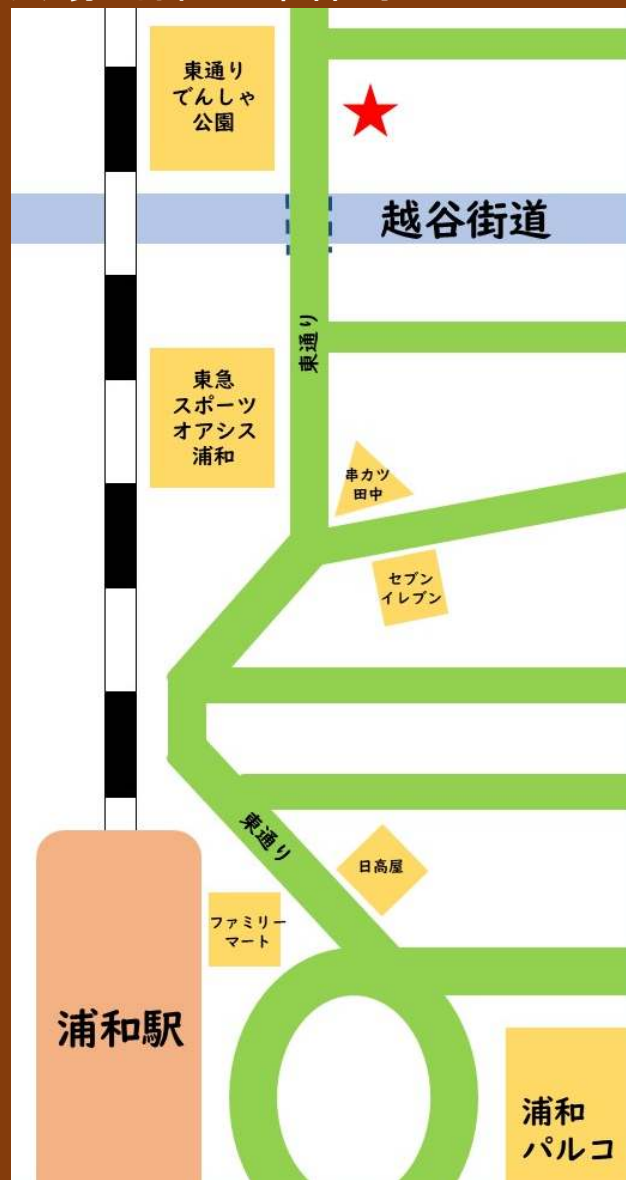 東通り
でんしゃ
公園
越谷街道
東通り
東急
スポーツ
オアシス
浦和
串カツ
田中
セブン
イレブン
東通り
日高屋
ファミリー
マート
浦和駅
浦和
パルコ